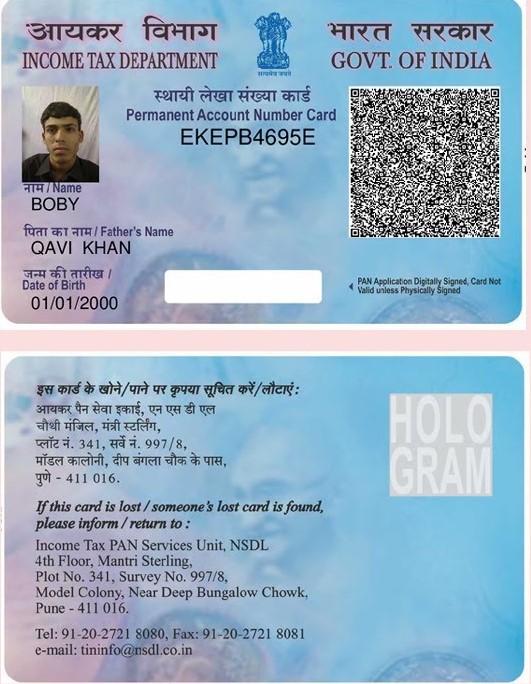 आयकर विभाग
INCOME TAX DEPARTMENT
सत्यमेव जयते
भारत सरकार
GOVT. OF INDIA
स्थायी लेखा संख्या कार्ड
Permanent Account Number Card
EKEPB4695E
नाम / Name
BOBY
पिता का नाम / Father's Name
QAVI KHAN
जन्म की तारीख /
Date of Birth
01/01/2000
PAN Application Digitally Signed, Card Not
Valid unless Physically Signed
इस कार्ड के खोने/पाने पर कृपया सूचित करें/लौटाएं :
आयकर पैन सेवा इकाई, एन एस डी एल
चौथी मंजिल, मंत्री स्टर्लिंग,
प्लॉट नं. 341, सर्वे नं. 997/8,
मॉडल कालोनी, दीप बंगला चौक के पास,
पुणे - 411 016.
If this card is lost / someone's lost card is found,
please inform / return to :
Income Tax PAN Services Unit, NSDL
4th Floor, Mantri Sterling,
Plot No. 341, Survey No. 997/8,
Model Colony, Near Deep Bungalow Chowk,
Pune - 411 016.
Tel: 91-20-2721 8080, Fax: 91-20-2721 8081
e-mail: tininfo@nsdl.co.in
HOLO
GRAM